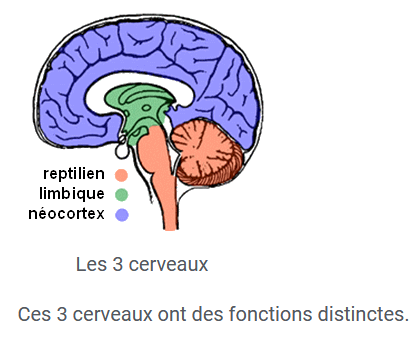 reptilien
limbique
néocortex
Les 3 cerveaux
Ces 3 cerveaux ont des fonctions distinctes.